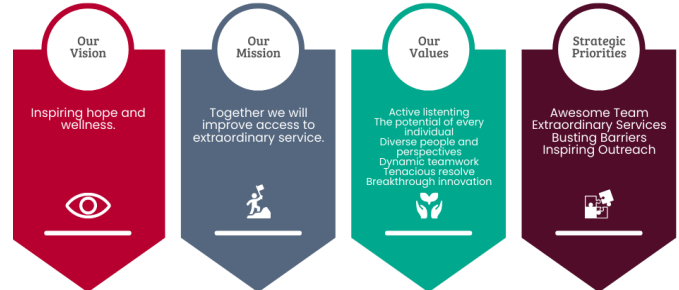 Our
Vision
Inspiring hope and
wellness.
Our
Mission
Together we will
improve access to
extraordinary service.
Our
Values
Active listenting
The potential of every
individual
Diverse people and
perspectives
Dynamic teamwork
Tenacious resolve
Breakthrough innovation
Strategic
Priorities
Awesome Team
Extraordinary Services
Busting Barriers
Inspiring Outreach